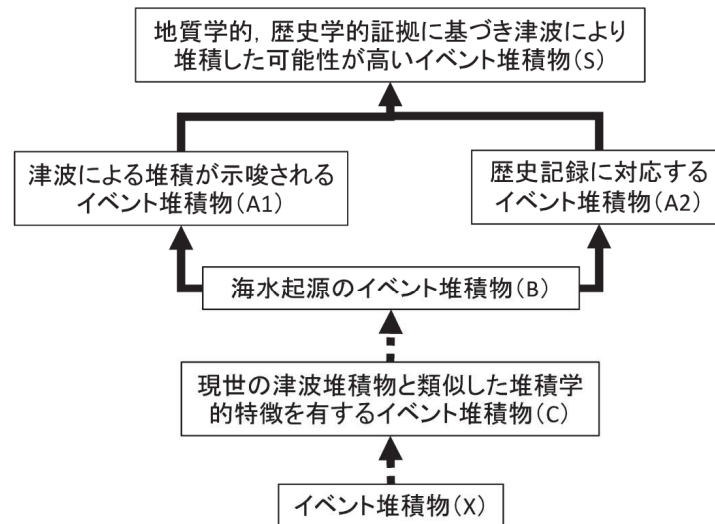 地質学的，歴史学的証拠に基づき津波により
堆積した可能性が高いイベント堆積物（S）
津波による堆積が示唆される
イベント堆積物（A1）
歴史記録に対応する
イベント堆積物（A2）
海水起源のイベント堆積物（B）
現世の津波堆積物と類似した堆積学
的特徴を有するイベント堆積物（C）
イベント堆積物（X）